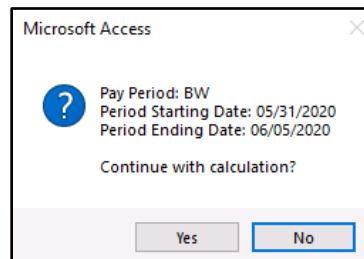 Microsoft Access
?
Pay Period: BW
Period Starting Date: 05/31/2020
Period Ending Date: 06/05/2020
Continue with calculation?
Yes
No